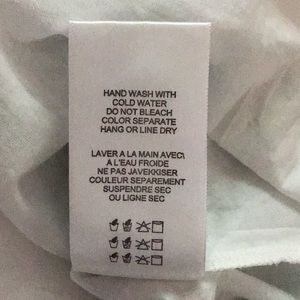 HAND WASH WITH
COLD WATER
DO NOT BLEACH
COLOR SEPARATE
HANG OR LINE DRY
LAVER A LA MAIN AVEC\
A L'EAU FROIDE
NE PAS JAVEKKISER
COULEUR SEPAREMENT
SUSPENDRE SEC
OU LIGNE SEC